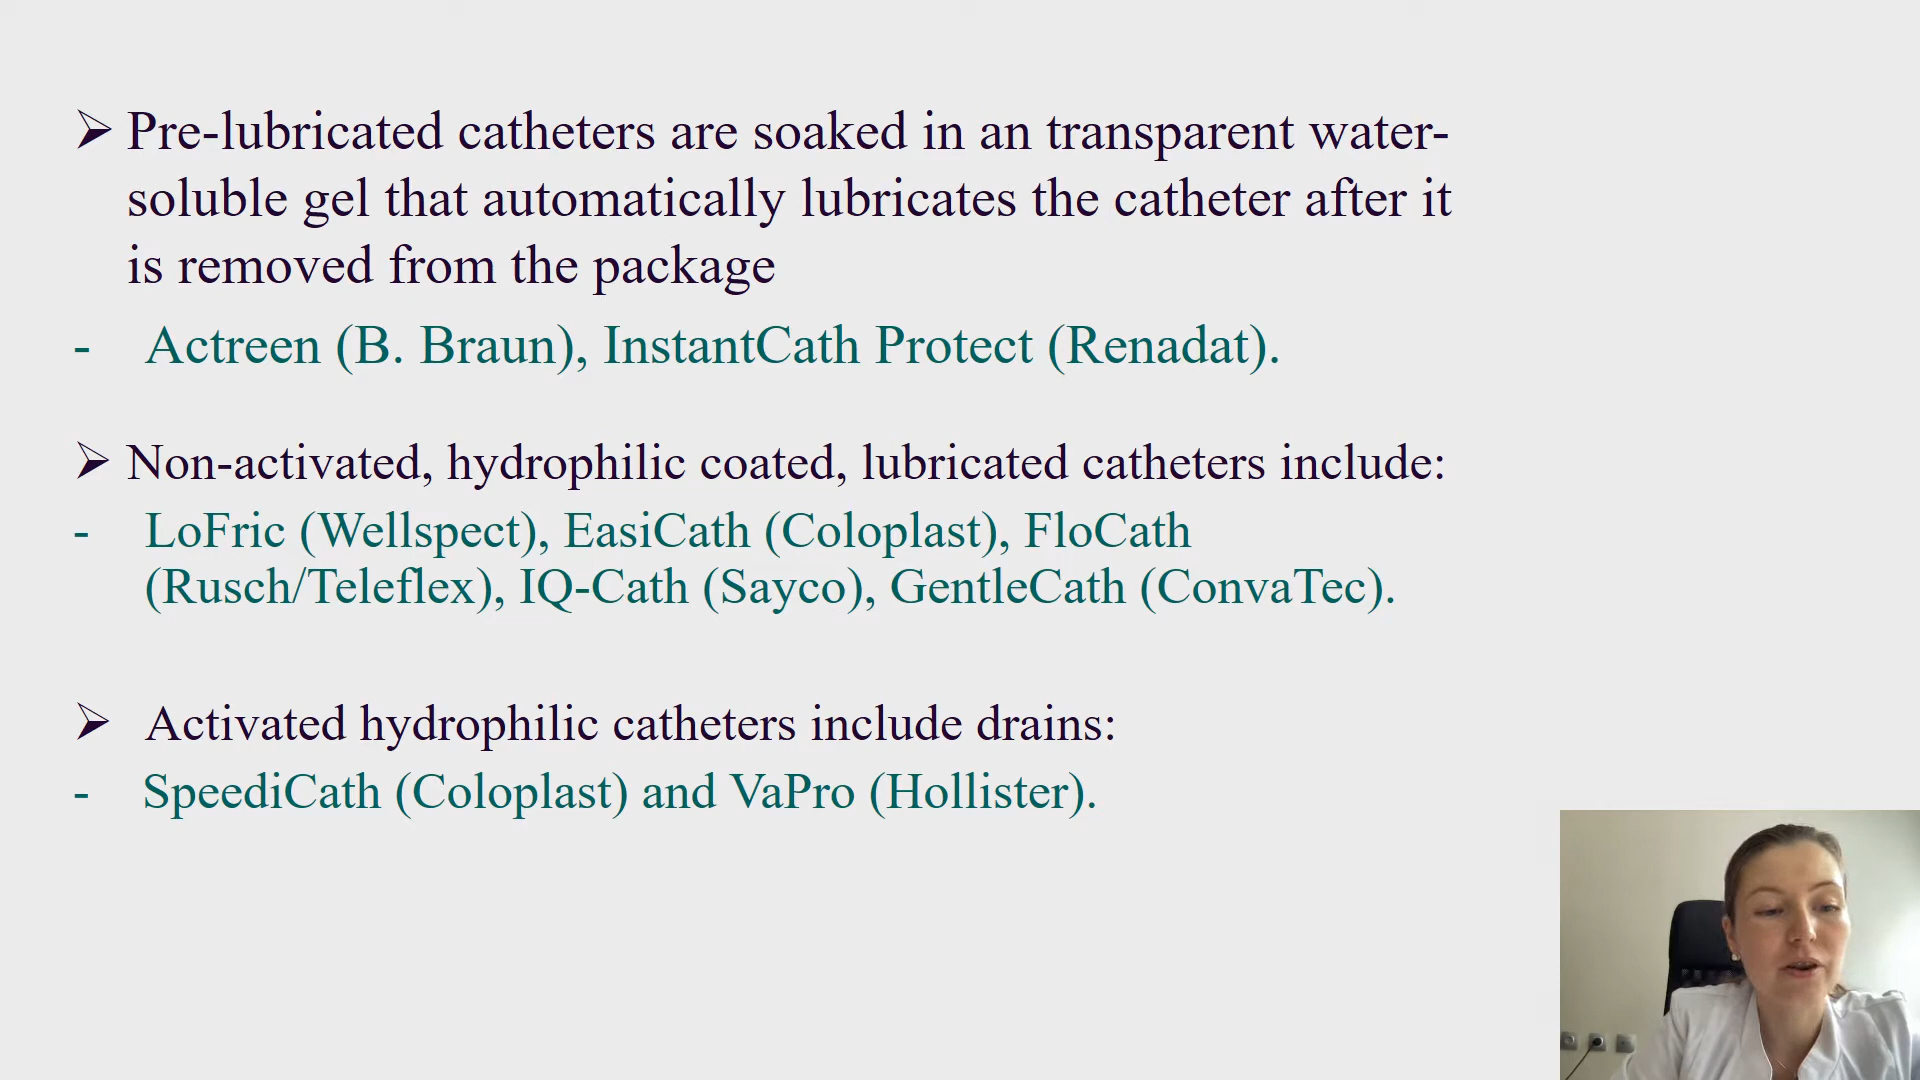 ➢ Pre-lubricated catheters are soaked in an transparent water-
soluble gel that automatically lubricates the catheter after it
is removed from the package
- Actreen (B. Braun), InstantCath Protect (Renadat).
➢ Non-activated, hydrophilic coated, lubricated catheters include:
- LoFric (Wellspect), EasiCath (Coloplast), FloCath
(Rusch/Teleflex), IQ-Cath (Sayco), GentleCath (ConvaTec).
➢ Activated hydrophilic catheters include drains:
- SpeediCath (Coloplast) and VaPro (Hollister).